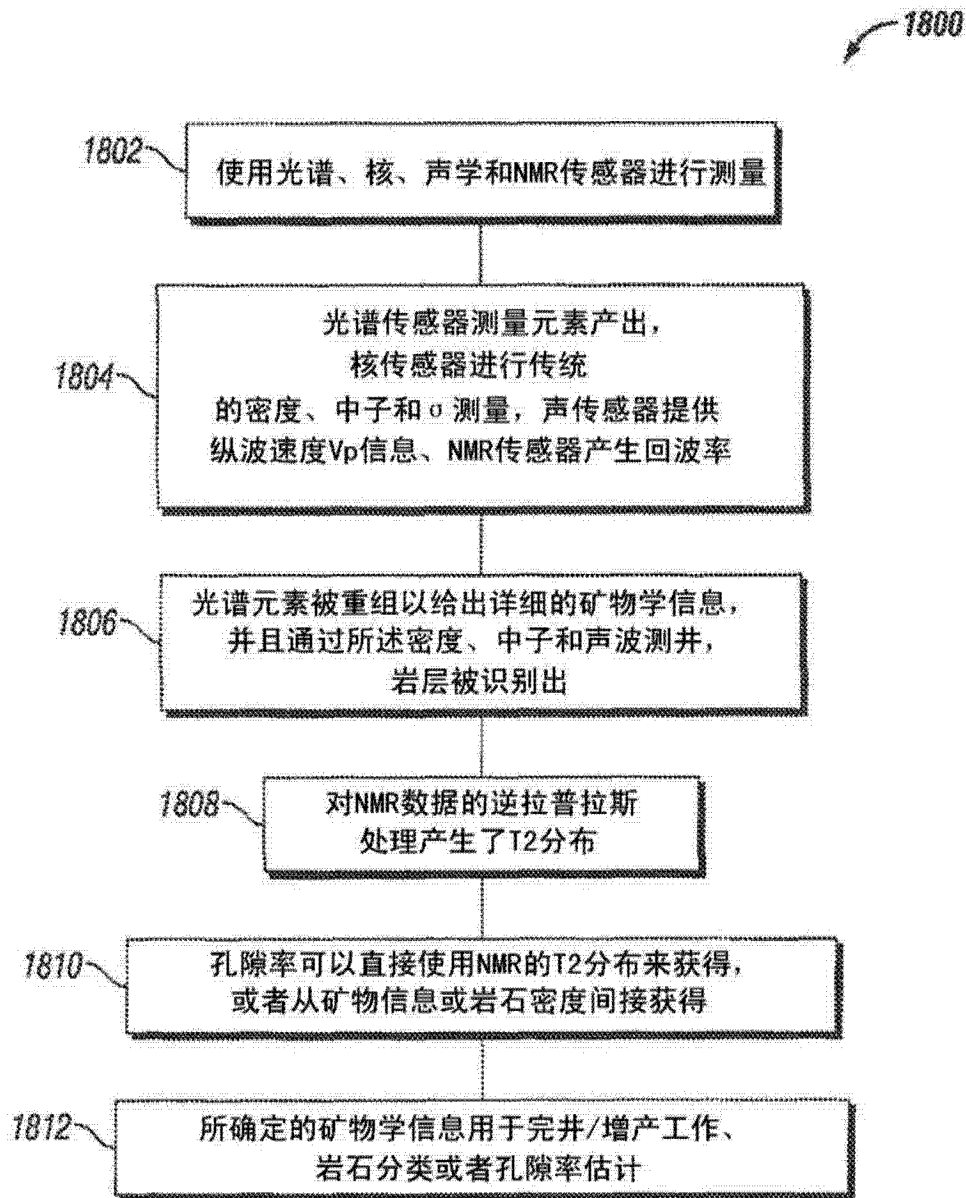 1800
1802
使用光谱、核、声学和NMR传感器进行测量
1804
光谱传感器测量元素产出，
核传感器进行传统
的密度、中子和σ测量，声传感器提供
纵波速度Vp信息、NMR传感器产生回波率
1806
光谱元素被重组以给出详细的矿物学信息，
并且通过所述密度、中子和声波测井，
岩层被识别出
1808
对NMR数据的逆拉普拉斯
处理产生了T2分布
1810
孔隙率可以直接使用NMR的T2分布来获得，
或者从矿物信息或岩石密度间接获得
1812
所确定的矿物学信息用于完井/增产工作、
岩石分类或者孔隙率估计